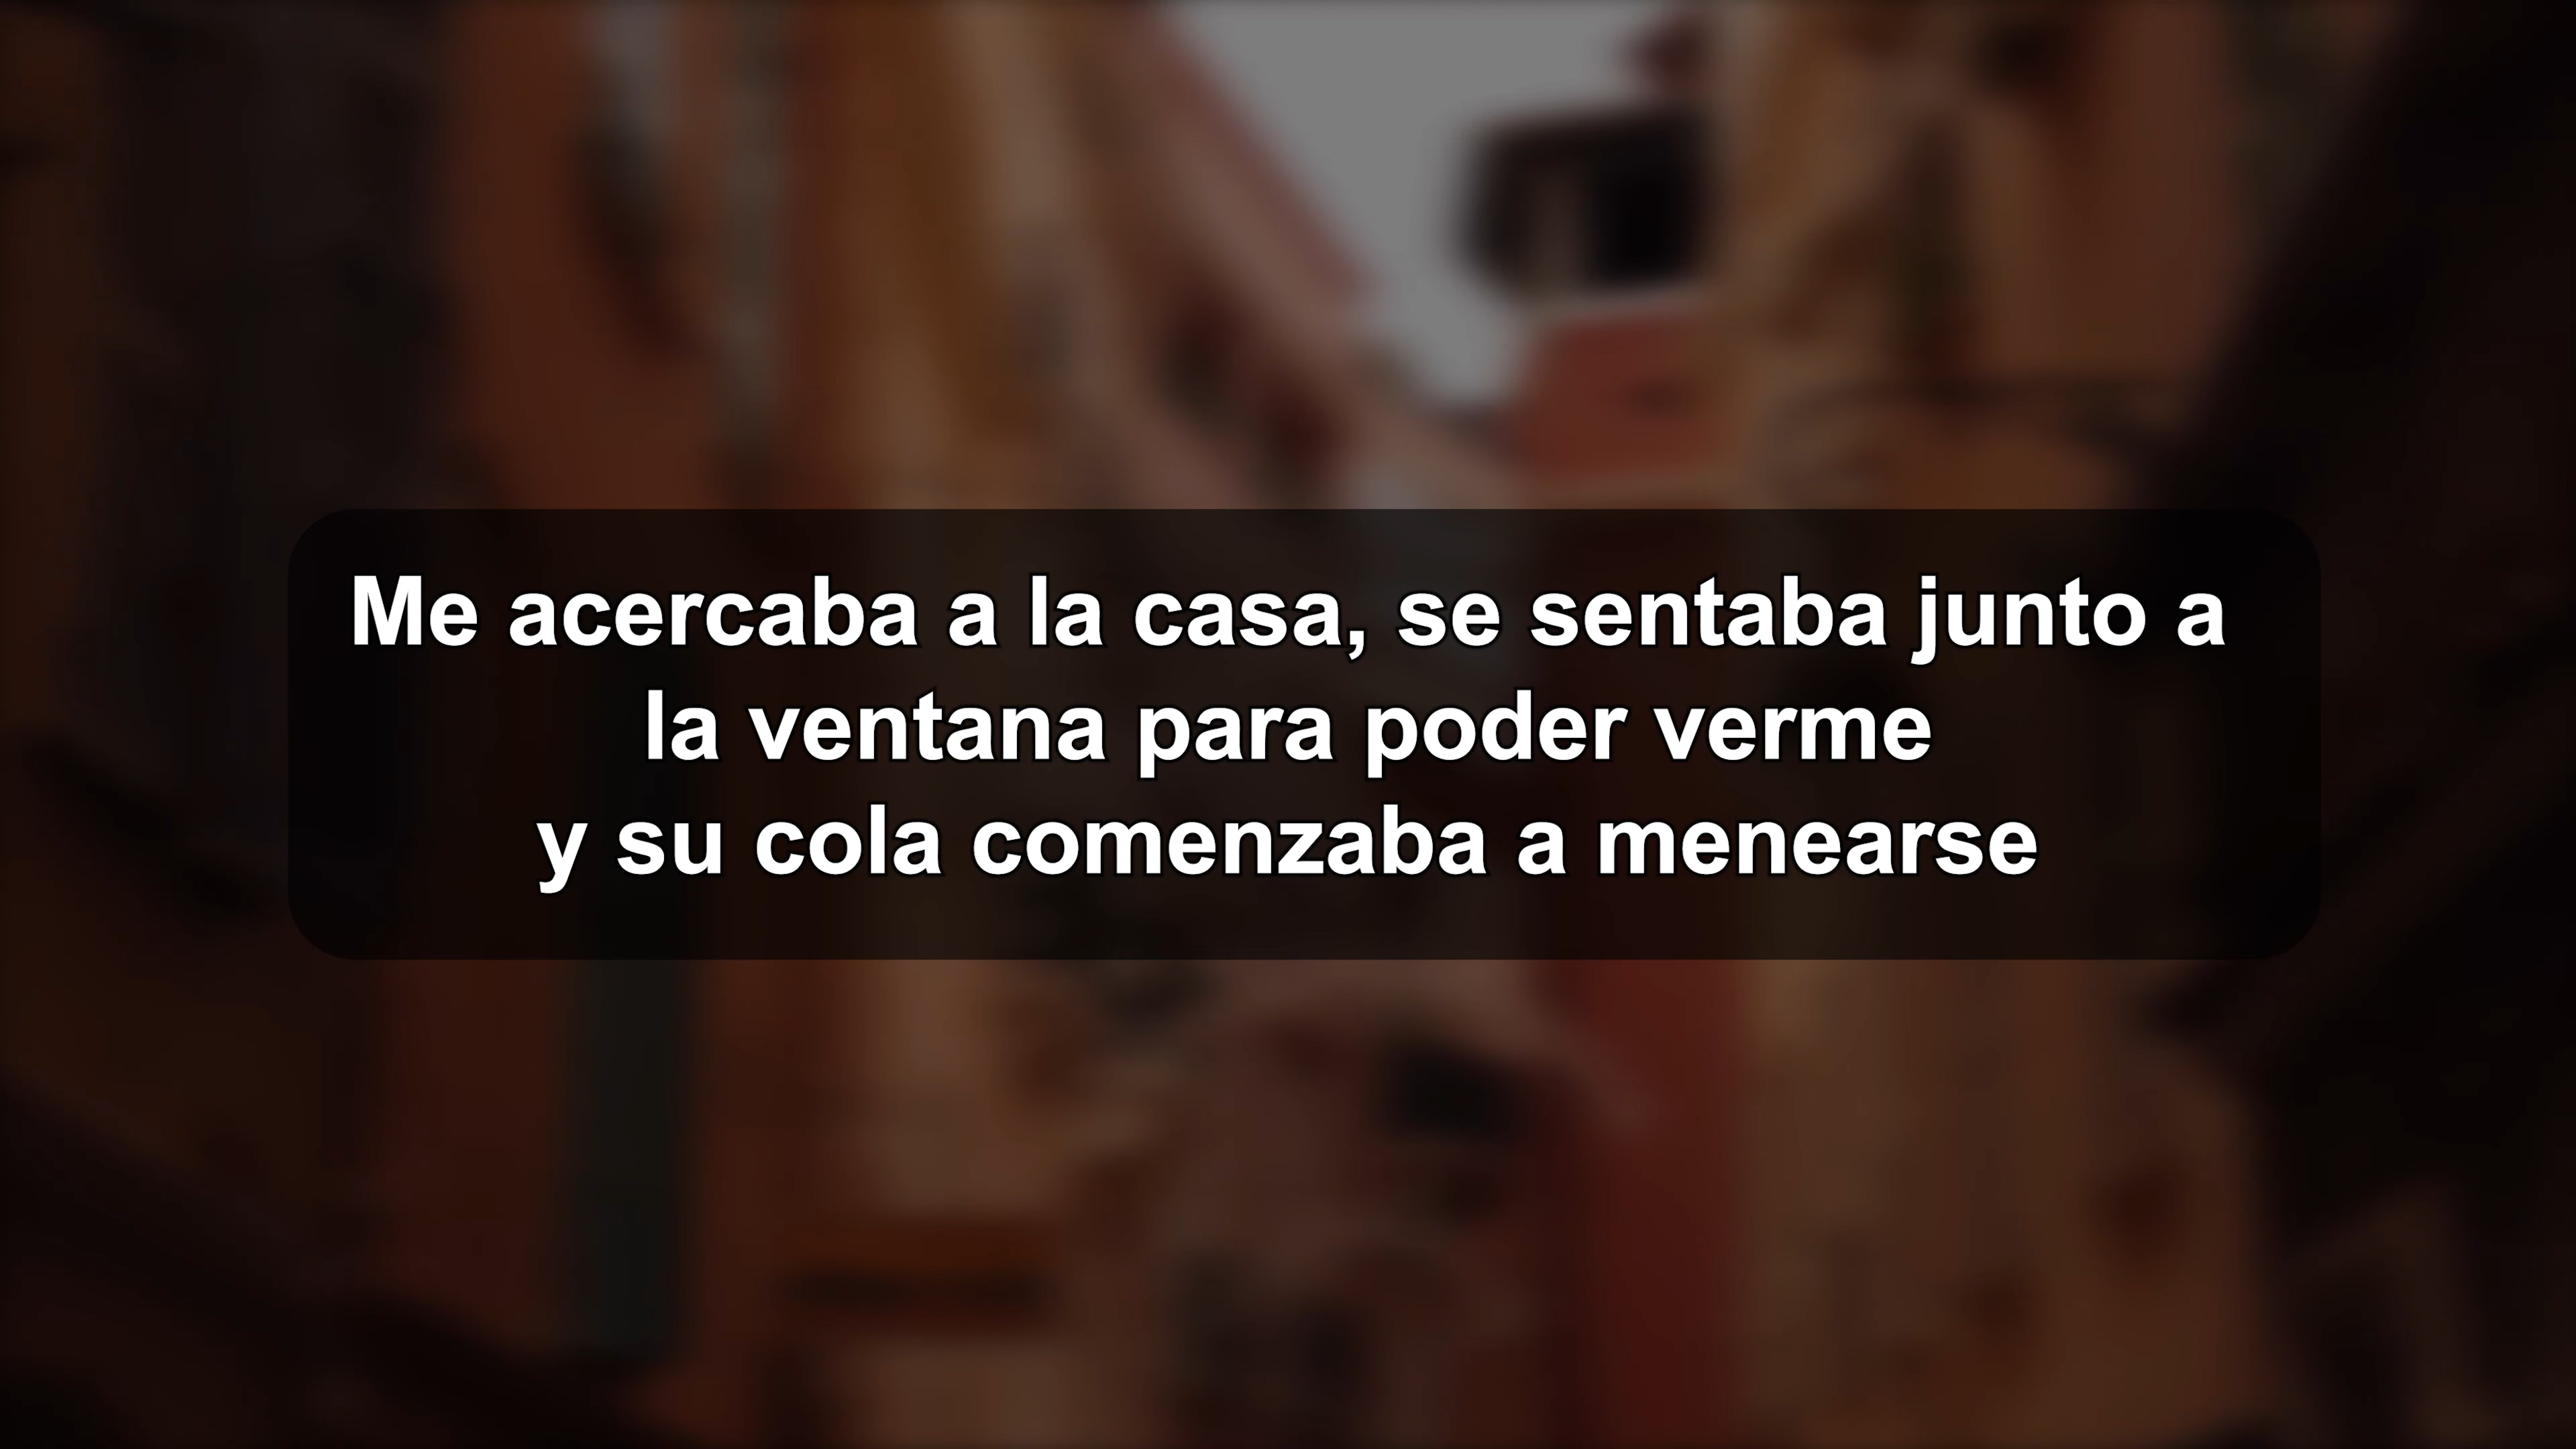 Me acercaba a la casa, se sentaba junto a
la ventana para poder verme
y su cola comenzaba a menearse